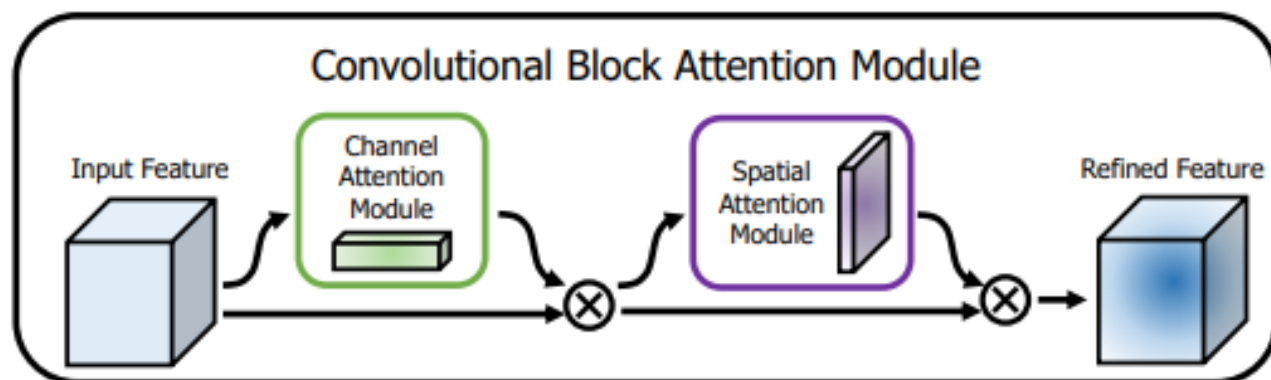 Convolutional Block Attention Module
Input Feature
Channel
Attention
Module
Spatial
Attention
Module
Refined Feature